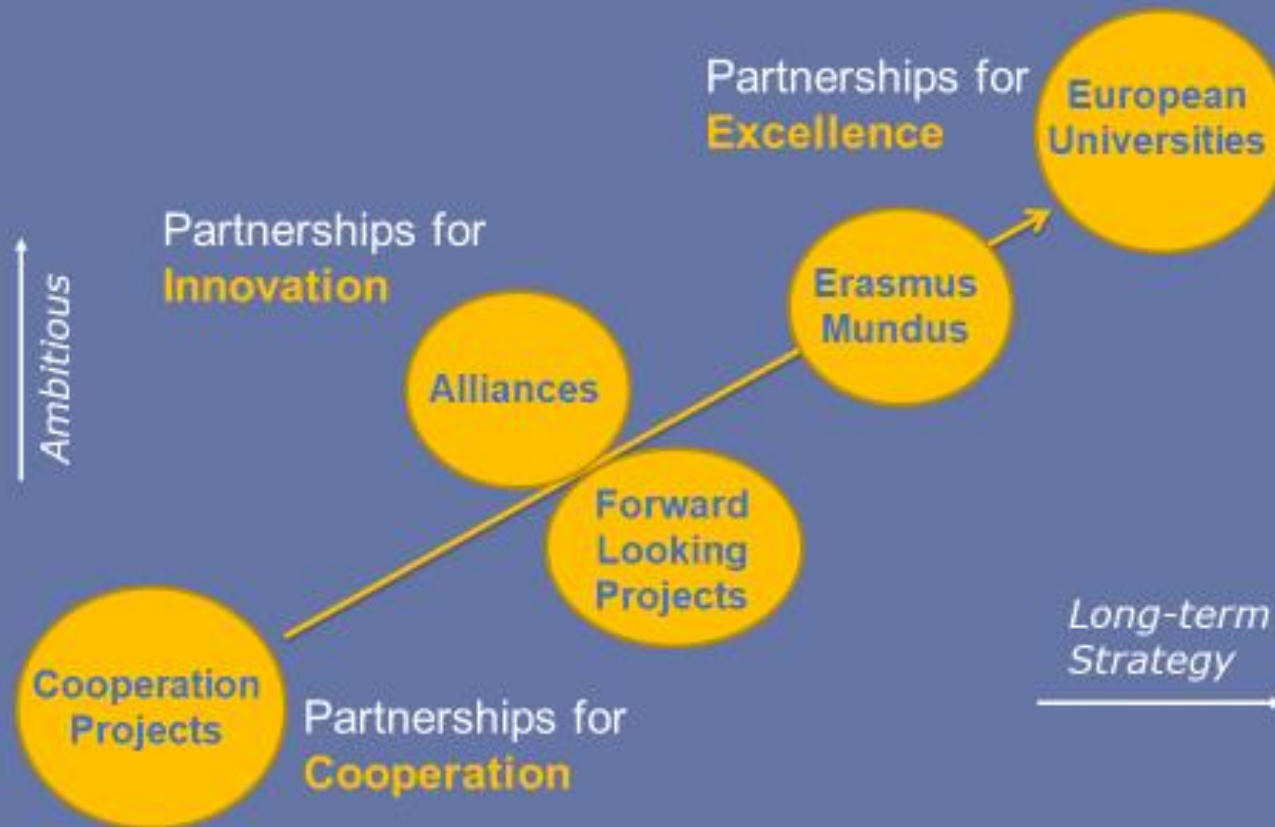 Partnerships for
Excellence
European
Universities
Partnerships for
Innovation
Erasmus
Mundus
Ambitious
Alliances
Forward
Looking
Projects
Long-term
Strategy
Cooperation
Projects
Partnerships for
Cooperation